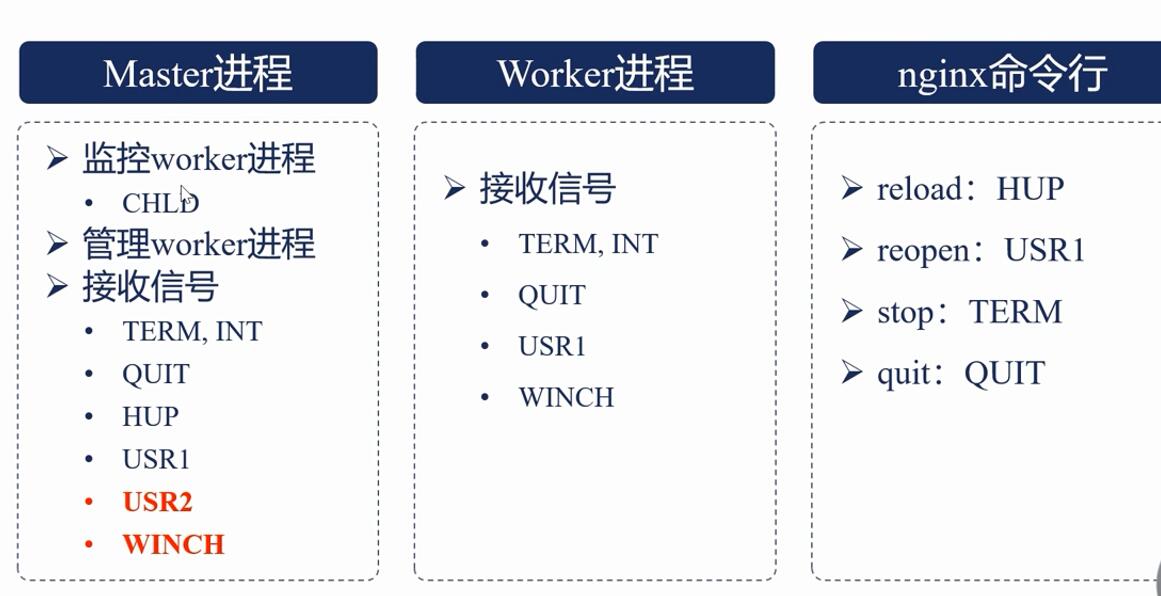 Master进程
监控worker进程
CHLD
管理worker进程
接收信号
TERM, INT
QUIT
HUP
USR1
USR2
WINCH
Worker进程
接收信号
TERM, INT
QUIT
USR1
WINCH
nginx命令行
reload：HUP
reopen：USR1
stop：TERM
quit：QUIT